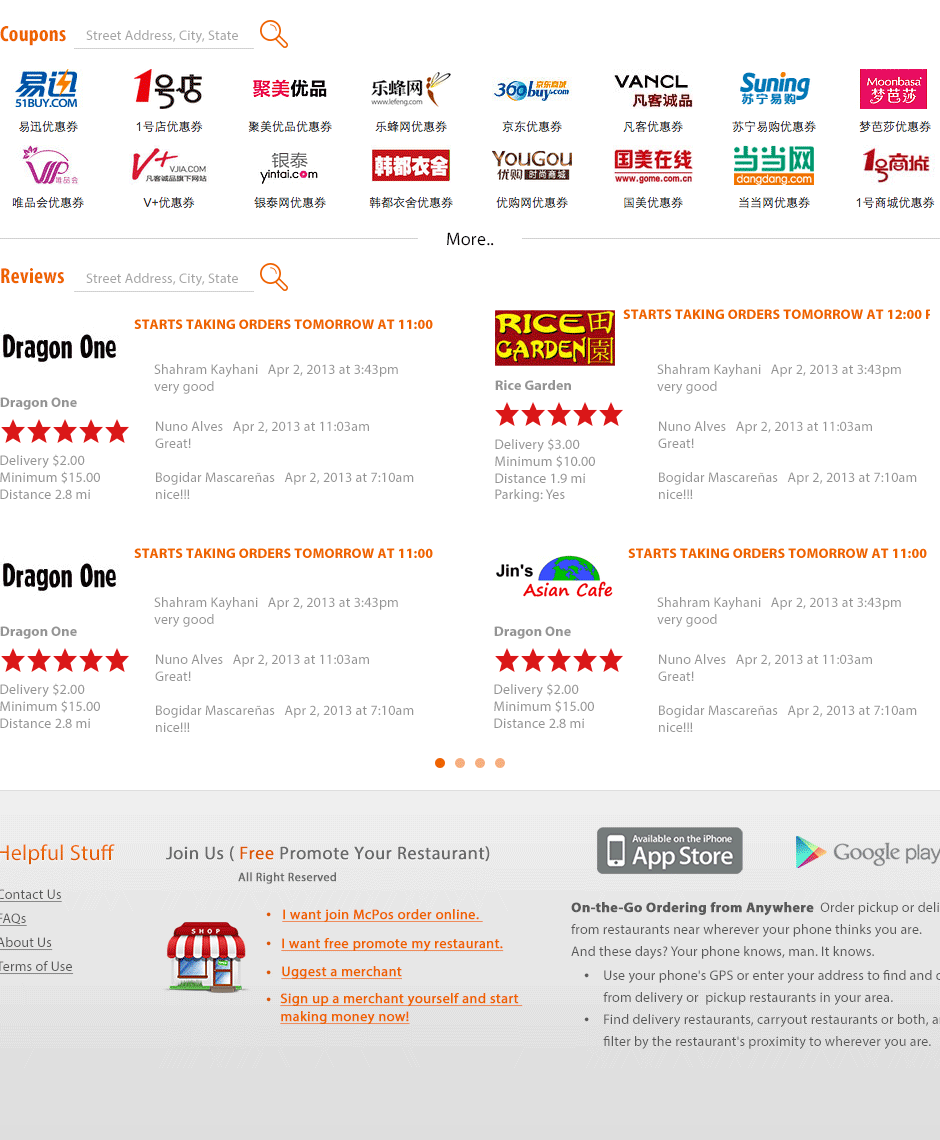 Coupons Street Address, City, State
易迅 1号店 聚美优品 乐蜂网 360buy.com 京东商城 VANCL Suning Moonbasa®
51BUY.COM www.lefeng.com 凡客诚品 苏宁易购 梦芭莎
易迅优惠券 1号店优惠券 聚美优品优惠券 乐蜂网优惠券 京东优惠券 凡客优惠券 苏宁易购优惠券 梦芭莎优惠券
VIP 唯品会 V+ VJIA.COM 银泰 韩都衣舍 YOUGOU 国美在线 当当网 1号商城
凡客诚品旗下网站 yintai.com 优购 时尚商城 www.gome.com.cn dangdang.com
唯品会优惠券 V+优惠券 银泰网优惠券 韩都衣舍优惠券 优购网优惠券 国美优惠券 当当网优惠券 1号商城优惠券
More..
Reviews Street Address, City, State
Dragon One
STARTS TAKING ORDERS TOMORROW AT 11:00
Shahram Kayhani Apr 2, 2013 at 3:43pm
very good
Dragon One
Nuno Alves Apr 2, 2013 at 11:03am
Great!
Delivery $2.00
Minimum $15.00
Distance 2.8 mi
Bogidar Mascareñas Apr 2, 2013 at 7:10am
nice!!!
RICE 田
GARDEN 園
STARTS TAKING ORDERS TOMORROW AT 12:00 P
Shahram Kayhani Apr 2, 2013 at 3:43pm
very good
Rice Garden
Nuno Alves Apr 2, 2013 at 11:03am
Great!
Delivery $3.00
Minimum $10.00
Distance 1.9 mi
Parking: Yes
Bogidar Mascareñas Apr 2, 2013 at 7:10am
nice!!!
Dragon One
STARTS TAKING ORDERS TOMORROW AT 11:00
Shahram Kayhani Apr 2, 2013 at 3:43pm
very good
Dragon One
Nuno Alves Apr 2, 2013 at 11:03am
Great!
Delivery $2.00
Minimum $15.00
Distance 2.8 mi
Bogidar Mascareñas Apr 2, 2013 at 7:10am
nice!!!
Jin's
Asian Cafe
STARTS TAKING ORDERS TOMORROW AT 11:00
Shahram Kayhani Apr 2, 2013 at 3:43pm
very good
Dragon One
Nuno Alves Apr 2, 2013 at 11:03am
Great!
Delivery $2.00
Minimum $15.00
Distance 2.8 mi
Bogidar Mascareñas Apr 2, 2013 at 7:10am
nice!!!
Helpful Stuff
Contact Us
FAQs
About Us
Terms of Use
Join Us ( Free Promote Your Restaurant)
All Right Reserved
SHOP
• I want join McPos order online.
• I want free promote my restaurant.
• Uggest a merchant
• Sign up a merchant yourself and start
making money now!
Available on the iPhone
App Store
Google play
On-the-Go Ordering from Anywhere Order pickup or deli
from restaurants near wherever your phone thinks you are.
And these days? Your phone knows, man. It knows.
• Use your phone's GPS or enter your address to find and
from delivery or pickup restaurants in your area.
• Find delivery restaurants, carryout restaurants or both,
filter by the restaurant's proximity to wherever you are.